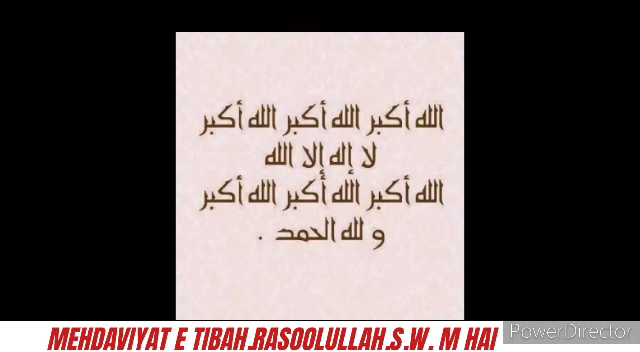 الله أكبر الله أكبر الله أكبر
لا إله إلا الله
الله أكبر الله أكبر الله أكبر
و لله الحمد .
MEHDAVIYAT E TIBAH.RASOOLULLAH.S.W. M HAI
PowerDirector